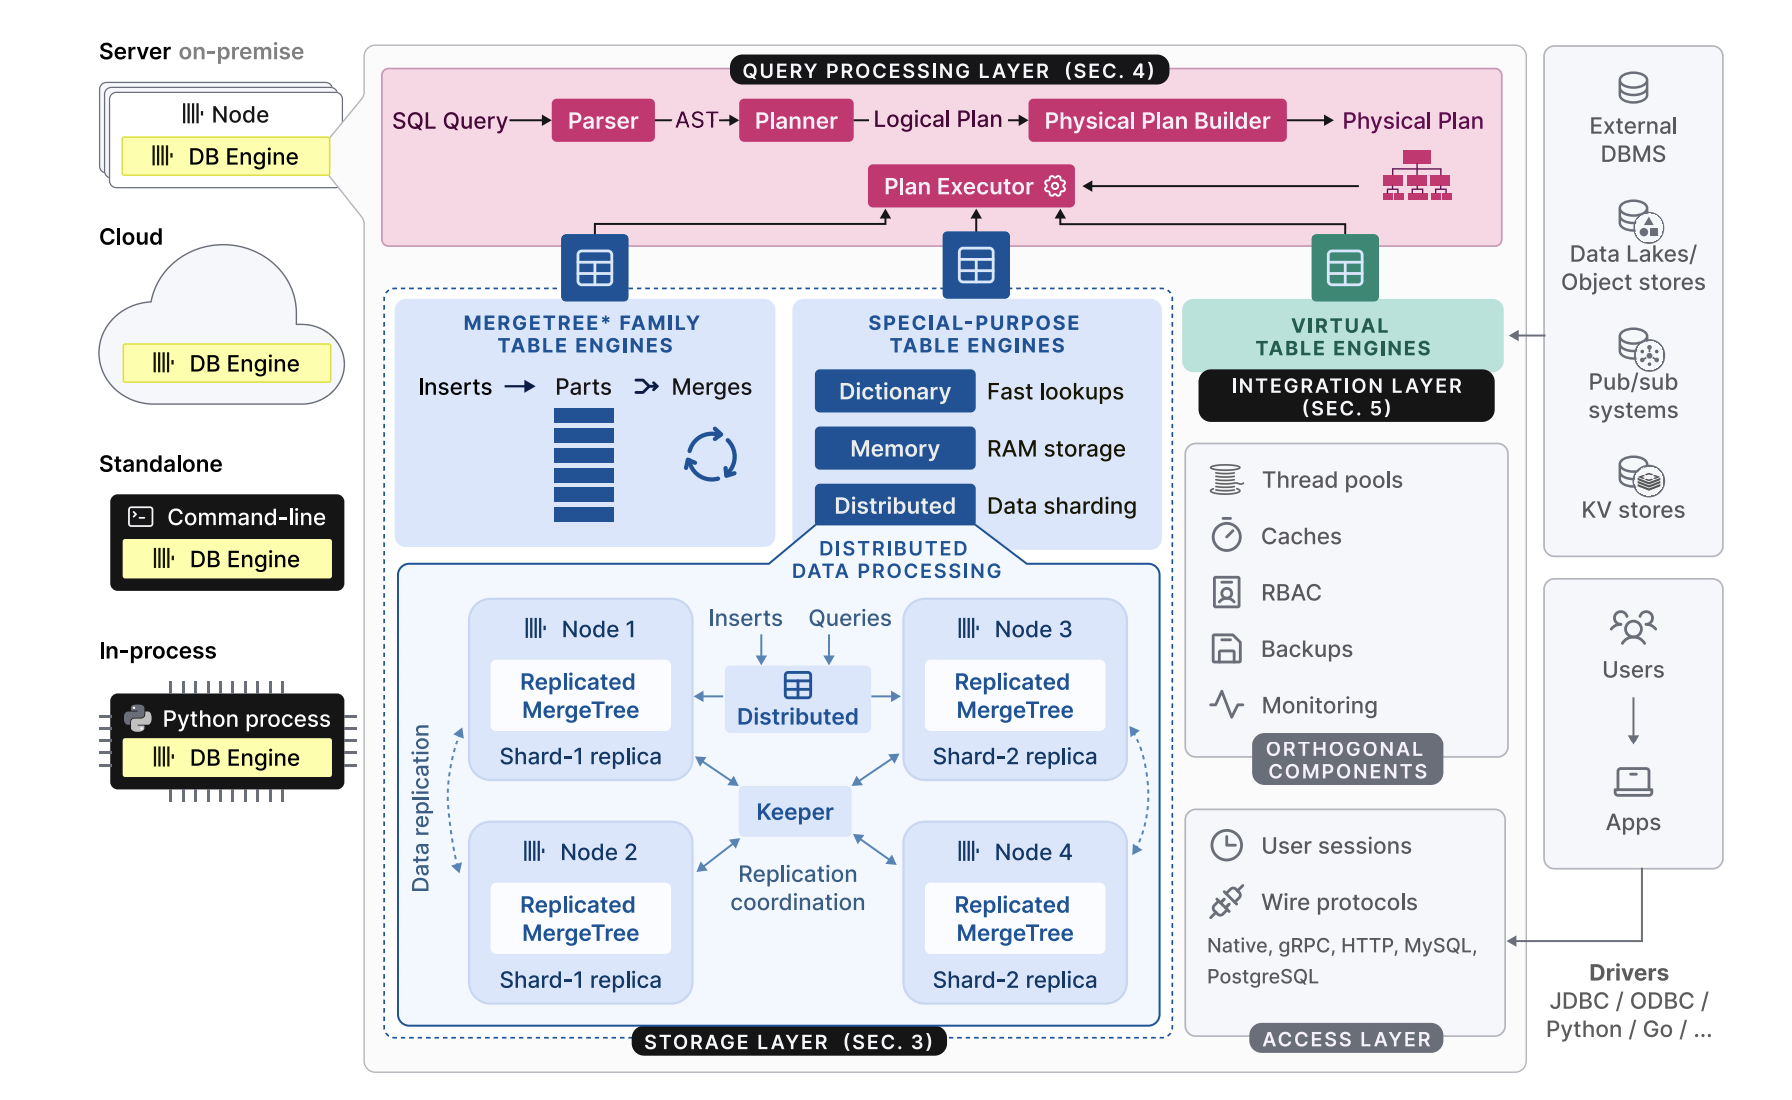 Server on-premise
Node
DB Engine
Cloud
DB Engine
Standalone
Command-line
DB Engine
In-process
Python process
DB Engine
QUERY PROCESSING LAYER (SEC. 4)
SQL Query
Parser
AST
Planner
Logical Plan
Physical Plan Builder
Physical Plan
Plan Executor
MERGETREE* FAMILY
TABLE ENGINES
Inserts
Parts
Merges
SPECIAL-PURPOSE
TABLE ENGINES
Dictionary
Fast lookups
Memory
RAM storage
Distributed
Data sharding
DISTRIBUTED
DATA PROCESSING
Inserts
Queries
Distributed
Node 1
Replicated
MergeTree
Shard-1 replica
Node 3
Replicated
MergeTree
Shard-2 replica
Data replication
Keeper
Replication
coordination
Node 2
Replicated
MergeTree
Shard-1 replica
Node 4
Replicated
MergeTree
Shard-2 replica
STORAGE LAYER (SEC. 3)
VIRTUAL
TABLE ENGINES
INTEGRATION LAYER
(SEC. 5)
Thread pools
Caches
RBAC
Backups
Monitoring
ORTHOGONAL
COMPONENTS
User sessions
Wire protocols
Native, gRPC, HTTP, MySQL,
PostgreSQL
ACCESS LAYER
External
DBMS
Data Lakes/
Object stores
Pub/sub
systems
KV stores
Users
Apps
Drivers
JDBC / ODBC /
Python / Go / ...